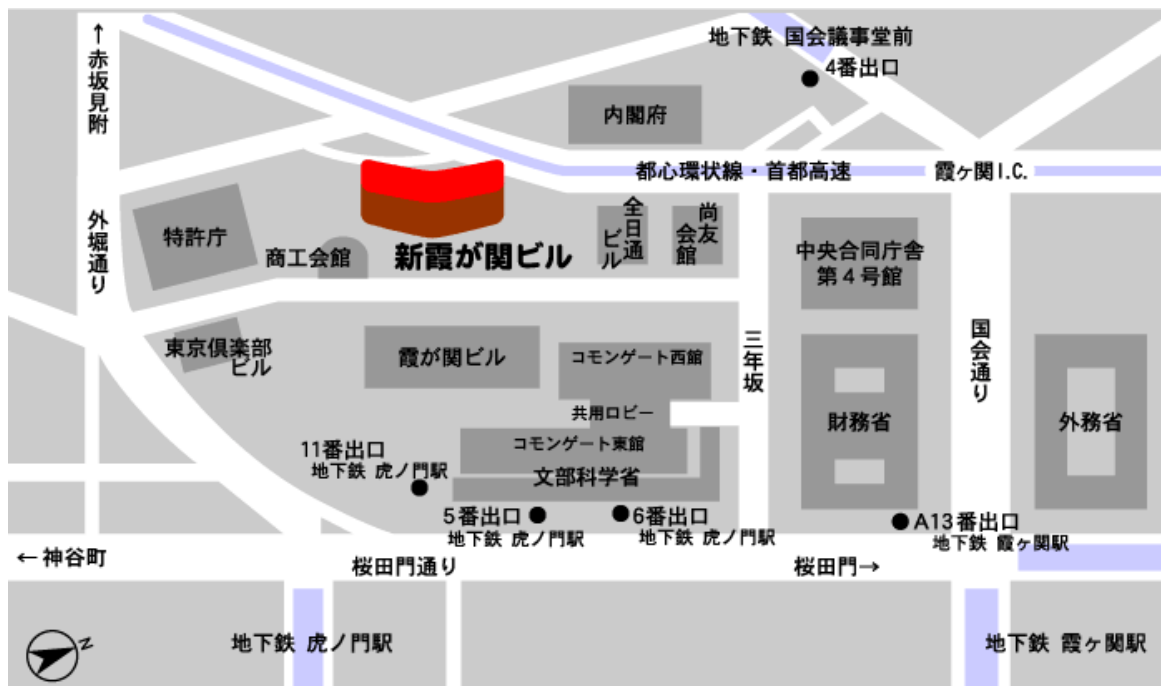 ↑赤坂見附
地下鉄 国会議事堂前
4番出口
内閣府
都心環状線・首都高速
霞ヶ関I.C.
外堀通り
特許庁
商工会館
新霞が関ビル
全日通
ビル
尚友
会館
中央合同庁舎
第４号館
東京倶楽部
ビル
霞が関ビル
コモンゲート西館
三年坂
国会通り
共用ロビー
財務省
外務省
コモンゲート東館
11番出口
地下鉄 虎ノ門駅
文部科学省
5番出口
地下鉄 虎ノ門駅
6番出口
地下鉄 虎ノ門駅
A13番出口
地下鉄 霞ヶ関駅
←神谷町
桜田門通り
桜田門→
地下鉄 虎ノ門駅
地下鉄 霞ヶ関駅
N